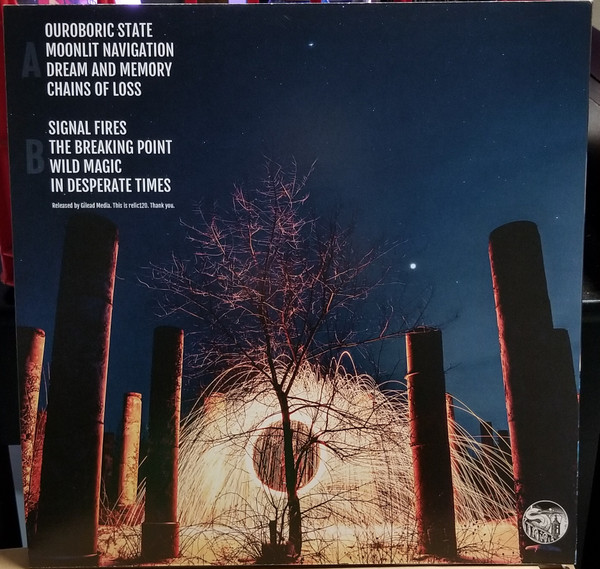 A
OUROBORIC STATE
MOONLIT NAVIGATION
DREAM AND MEMORY
CHAINS OF LOSS
B
SIGNAL FIRES
THE BREAKING POINT
WILD MAGIC
IN DESPERATE TIMES
Released by Gilead Media. This is relic120. Thank you.